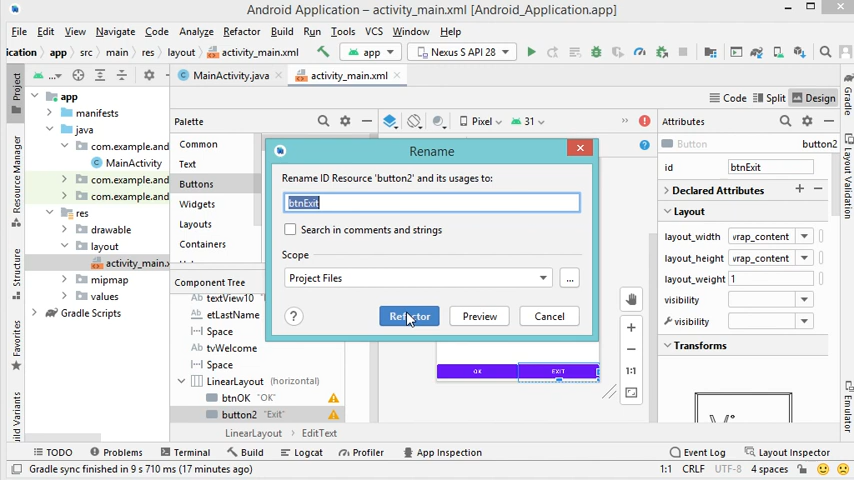 Android Application – activity_main.xml [Android_Application.app]
File Edit View Navigate Code Analyze Refactor Build Run Tools VCS Window Help
ication app src main res layout activity_main.xml app Nexus S API 28
Project MainActivity.java activity_main.xml Gradle
Code Split Design
app Palette Pixel 31 Attributes
manifests Common Button button2
java Text id btnExit
com.example.and Buttons Declared Attributes
MainActivity Widgets Layout
com.example.and Layouts layout_width wrap_content
com.example.and Containers layout_height wrap_content
res layout_weight 1
drawable visibility
layout visibility
activity_main.x Transforms
mipmap
values
Gradle Scripts
Resource Manager
Structure
Favorites
Layout Validation
Emulator
Rename
Rename ID Resource 'button2' and its usages to:
btnExit
Search in comments and strings
Scope
Project Files ...
? Refactor Preview Cancel
Component Tree
textView10
Ab etLastName
Space
Ab tvWelcome
Space
LinearLayout (horizontal)
btnOK "OK"
button2 "Exit"
OK EXIT
1:1
LinearLayout EditText
TODO Problems Terminal Build Logcat Profiler App Inspection Event Log Layout Inspector
Gradle sync finished in 9 s 710 ms (17 minutes ago) 1:1 CRLF UTF-8 4 spaces